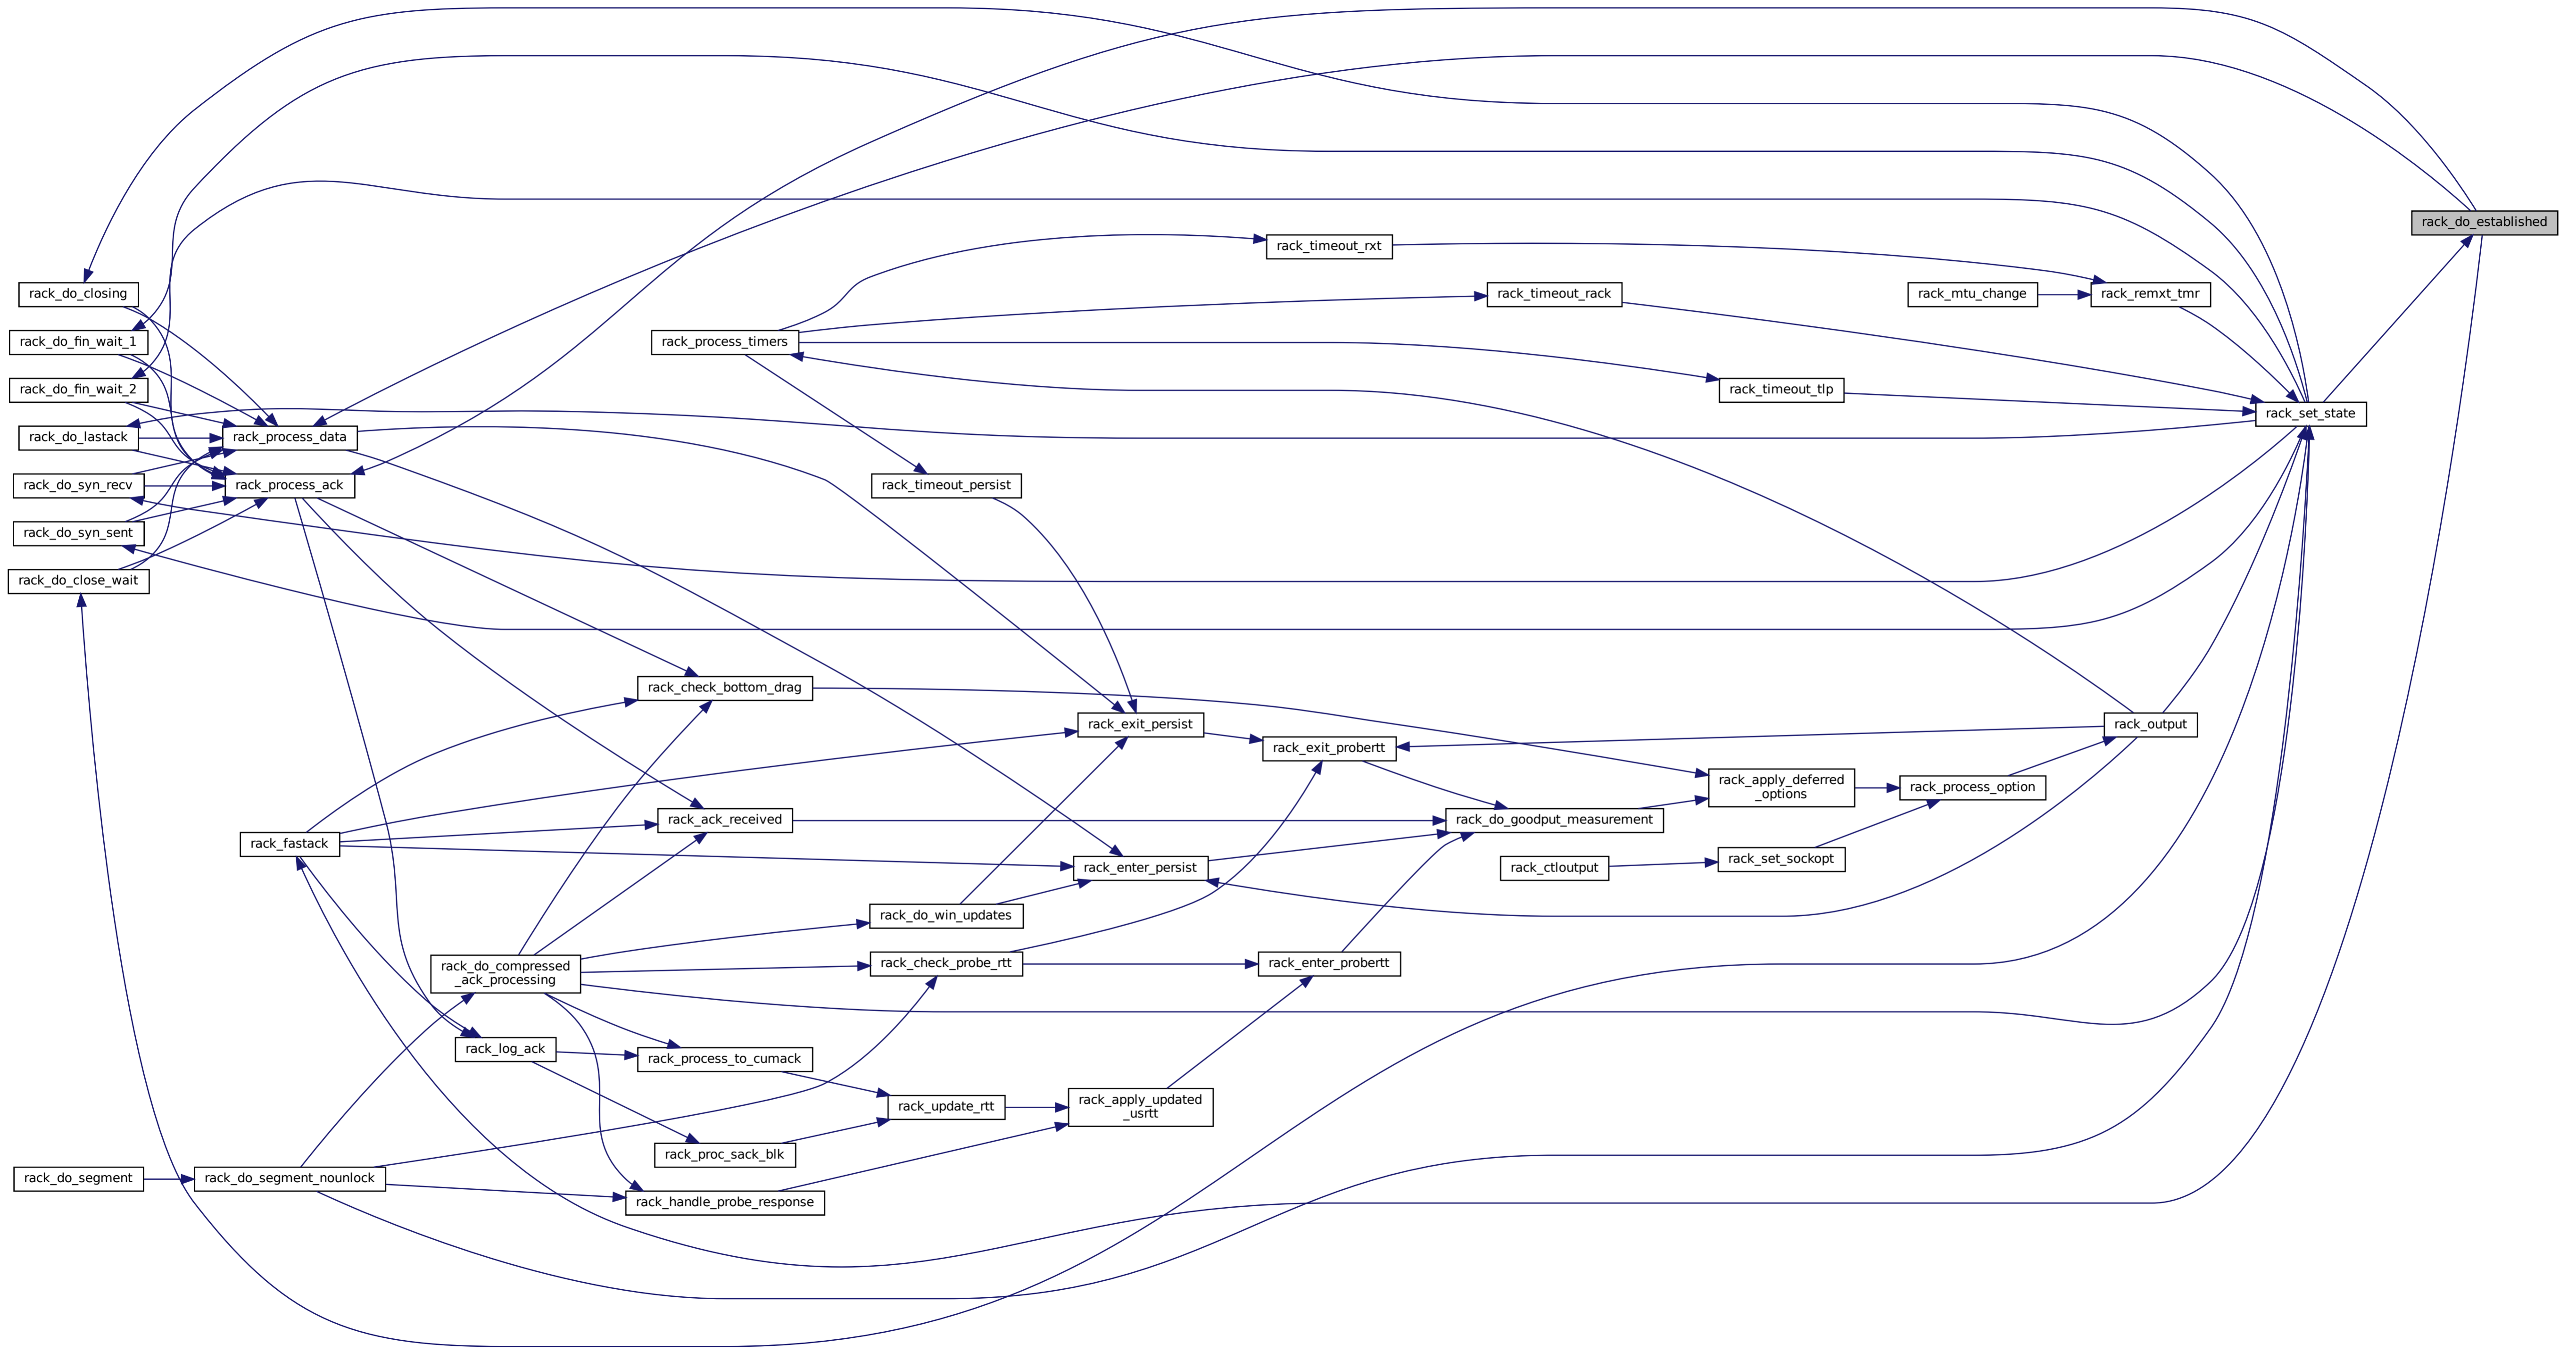 rack_do_established
rack_timeout_rxt
rack_do_closing
rack_timeout_rack
rack_mtu_change
rack_remxt_tmr
rack_do_fin_wait_1
rack_process_timers
rack_do_fin_wait_2
rack_timeout_tlp
rack_set_state
rack_do_lastack
rack_process_data
rack_do_syn_recv
rack_process_ack
rack_timeout_persist
rack_do_syn_sent
rack_do_close_wait
rack_check_bottom_drag
rack_exit_persist
rack_output
rack_exit_probertt
rack_apply_deferred
_options
rack_process_option
rack_ack_received
rack_do_goodput_measurement
rack_fastack
rack_enter_persist
rack_ctloutput
rack_set_sockopt
rack_do_win_updates
rack_do_compressed
_ack_processing
rack_check_probe_rtt
rack_enter_probertt
rack_log_ack
rack_process_to_cumack
rack_update_rtt
rack_apply_updated
_usrtt
rack_proc_sack_blk
rack_do_segment
rack_do_segment_nounlock
rack_handle_probe_response